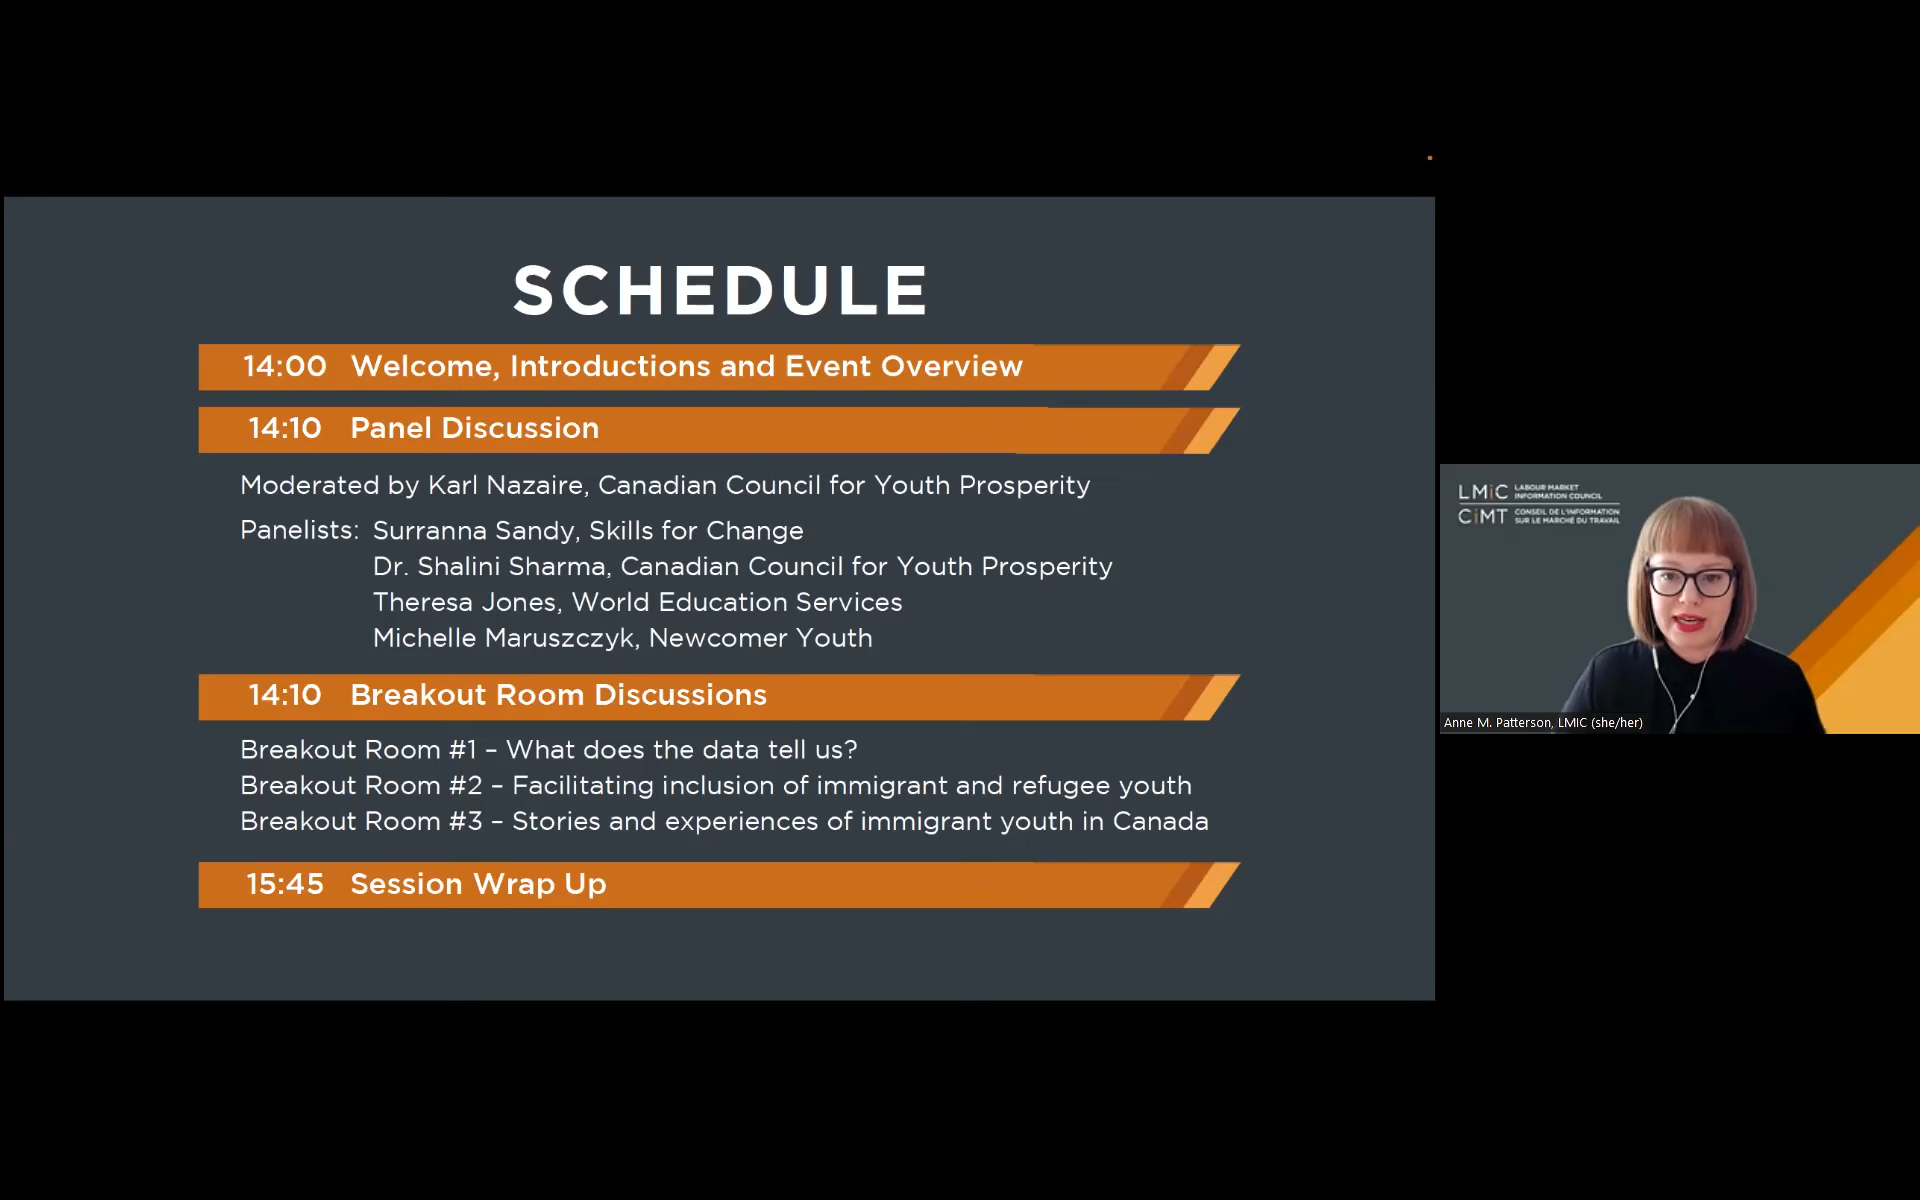 SCHEDULE
14:00 Welcome, Introductions and Event Overview
14:10 Panel Discussion
Moderated by Karl Nazaire, Canadian Council for Youth Prosperity
Panelists: Surranna Sandy, Skills for Change
Dr. Shalini Sharma, Canadian Council for Youth Prosperity
Theresa Jones, World Education Services
Michelle Maruszczyk, Newcomer Youth
14:10 Breakout Room Discussions
Breakout Room #1 – What does the data tell us?
Breakout Room #2 – Facilitating inclusion of immigrant and refugee youth
Breakout Room #3 – Stories and experiences of immigrant youth in Canada
15:45 Session Wrap Up
LMiC LABOUR MARKET
INFORMATION COUNCIL
CiMT CONSEIL DE L'INFORMATION
SUR LE MARCHÉ DU TRAVAIL
Anne M. Patterson, LMIC (she/her)